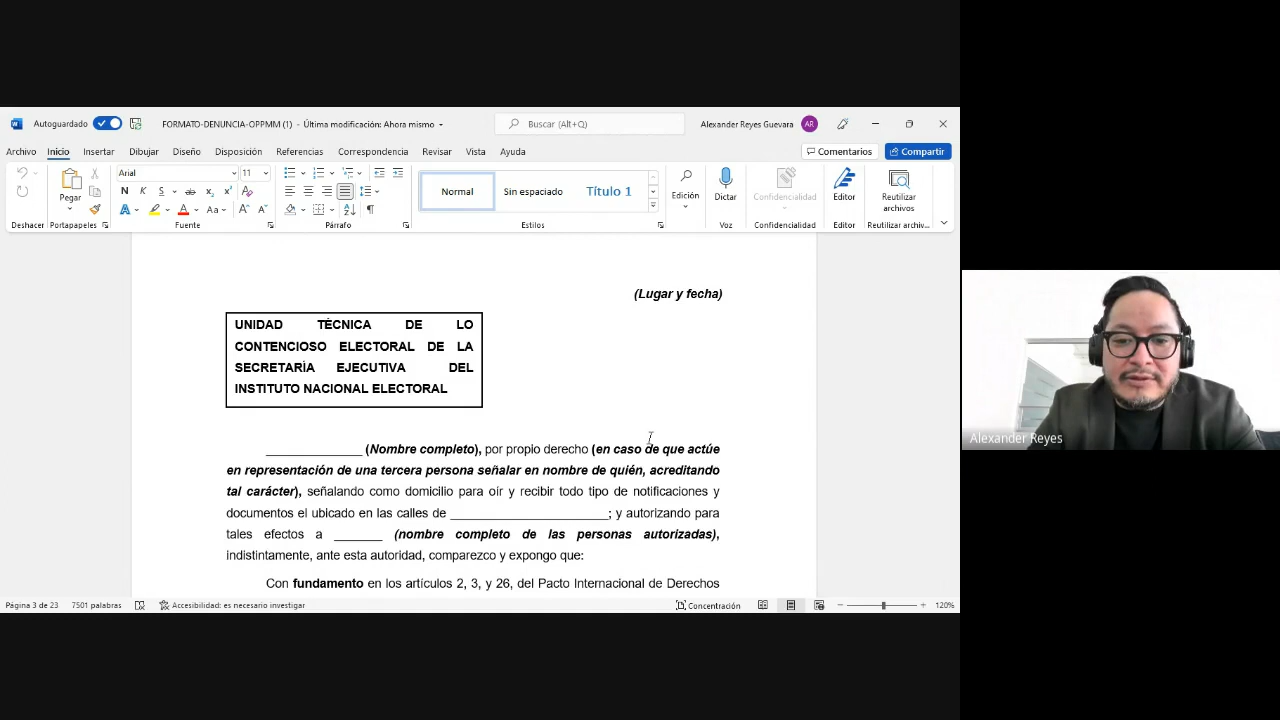 Autoguardado
FORMATO-DENUNCIA-OPPMM (1) - Última modificación: Ahora mismo
Buscar (Alt+Q)
Alexander Reyes Guevara
AR
Archivo Inicio Insertar Dibujar Diseño Disposición Referencias Correspondencia Revisar Vista Ayuda
Comentarios
Compartir
Arial
11
Pegar
Normal
Sin espaciado
Título 1
Edición
Dictar
Confidencialidad
Editor
Reutilizar
archivos
N K S ab x₂ x²
A A Aa A A
Deshacer Portapapeles Fuente Párrafo Estilos Voz Confidencialidad Editor Reutilizar archiv...
(Lugar y fecha)
UNIDAD TÉCNICA DE LO
CONTENCIOSO ELECTORAL DE LA
SECRETARÍA EJECUTIVA DEL
INSTITUTO NACIONAL ELECTORAL
______________ (Nombre completo), por propio derecho (en caso de que actúe
en representación de una tercera persona señalar en nombre de quién, acreditando
tal carácter), señalando como domicilio para oír y recibir todo tipo de notificaciones y
documentos el ubicado en las calles de _______________________; y autorizando para
tales efectos a _______ (nombre completo de las personas autorizadas),
indistintamente, ante esta autoridad, comparezco y expongo que:
Con fundamento en los artículos 2, 3, y 26, del Pacto Internacional de Derechos
Página 3 de 23
7501 palabras
Accesibilidad: es necesario investigar
Concentración
120%
Alexander Reyes